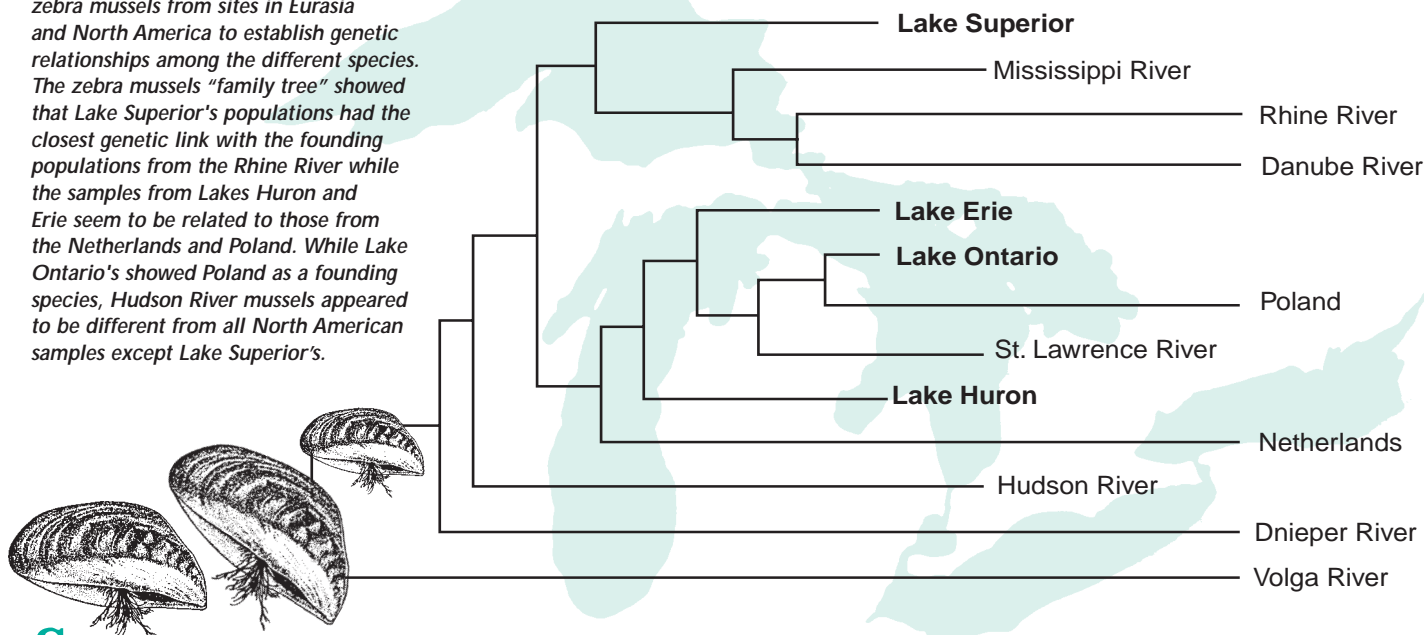 zebra mussels from sites in Eurasia
and North America to establish genetic
relationships among the different species.
The zebra mussels “family tree” showed
that Lake Superior's populations had the
closest genetic link with the founding
populations from the Rhine River while
the samples from Lakes Huron and
Erie seem to be related to those from
the Netherlands and Poland. While Lake
Ontario's showed Poland as a founding
species, Hudson River mussels appeared
to be different from all North American
samples except Lake Superior’s.
Lake Superior
Mississippi River
Rhine River
Danube River
Lake Erie
Lake Ontario
Poland
St. Lawrence River
Lake Huron
Netherlands
Hudson River
Dnieper River
Volga River